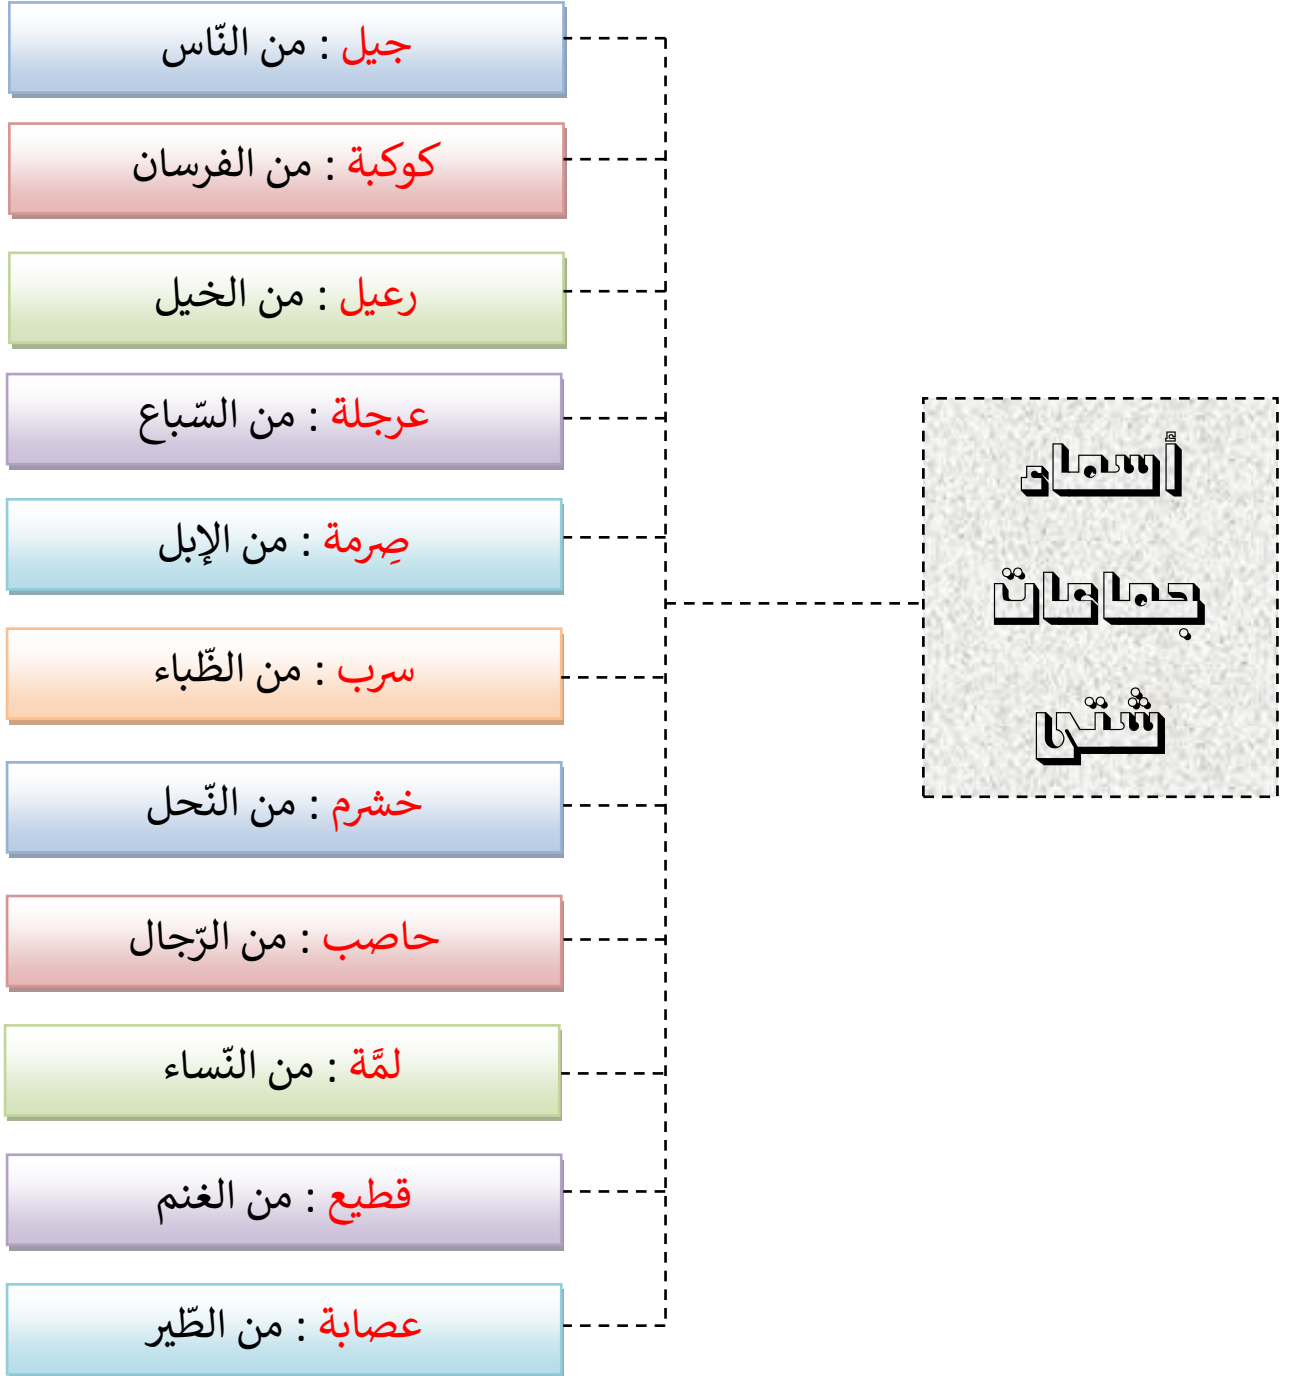 أسماء
جماعات
شتى
جيل : من النّاس
كوكبة : من الفرسان
رعيل : من الخيل
عرجلة : من السّباع
صِرمة : من الإبل
سرب : من الظّباء
خشرم : من النّحل
حاصب : من الرّجال
لمَّة : من النّساء
قطيع : من الغنم
عصابة : من الطّير